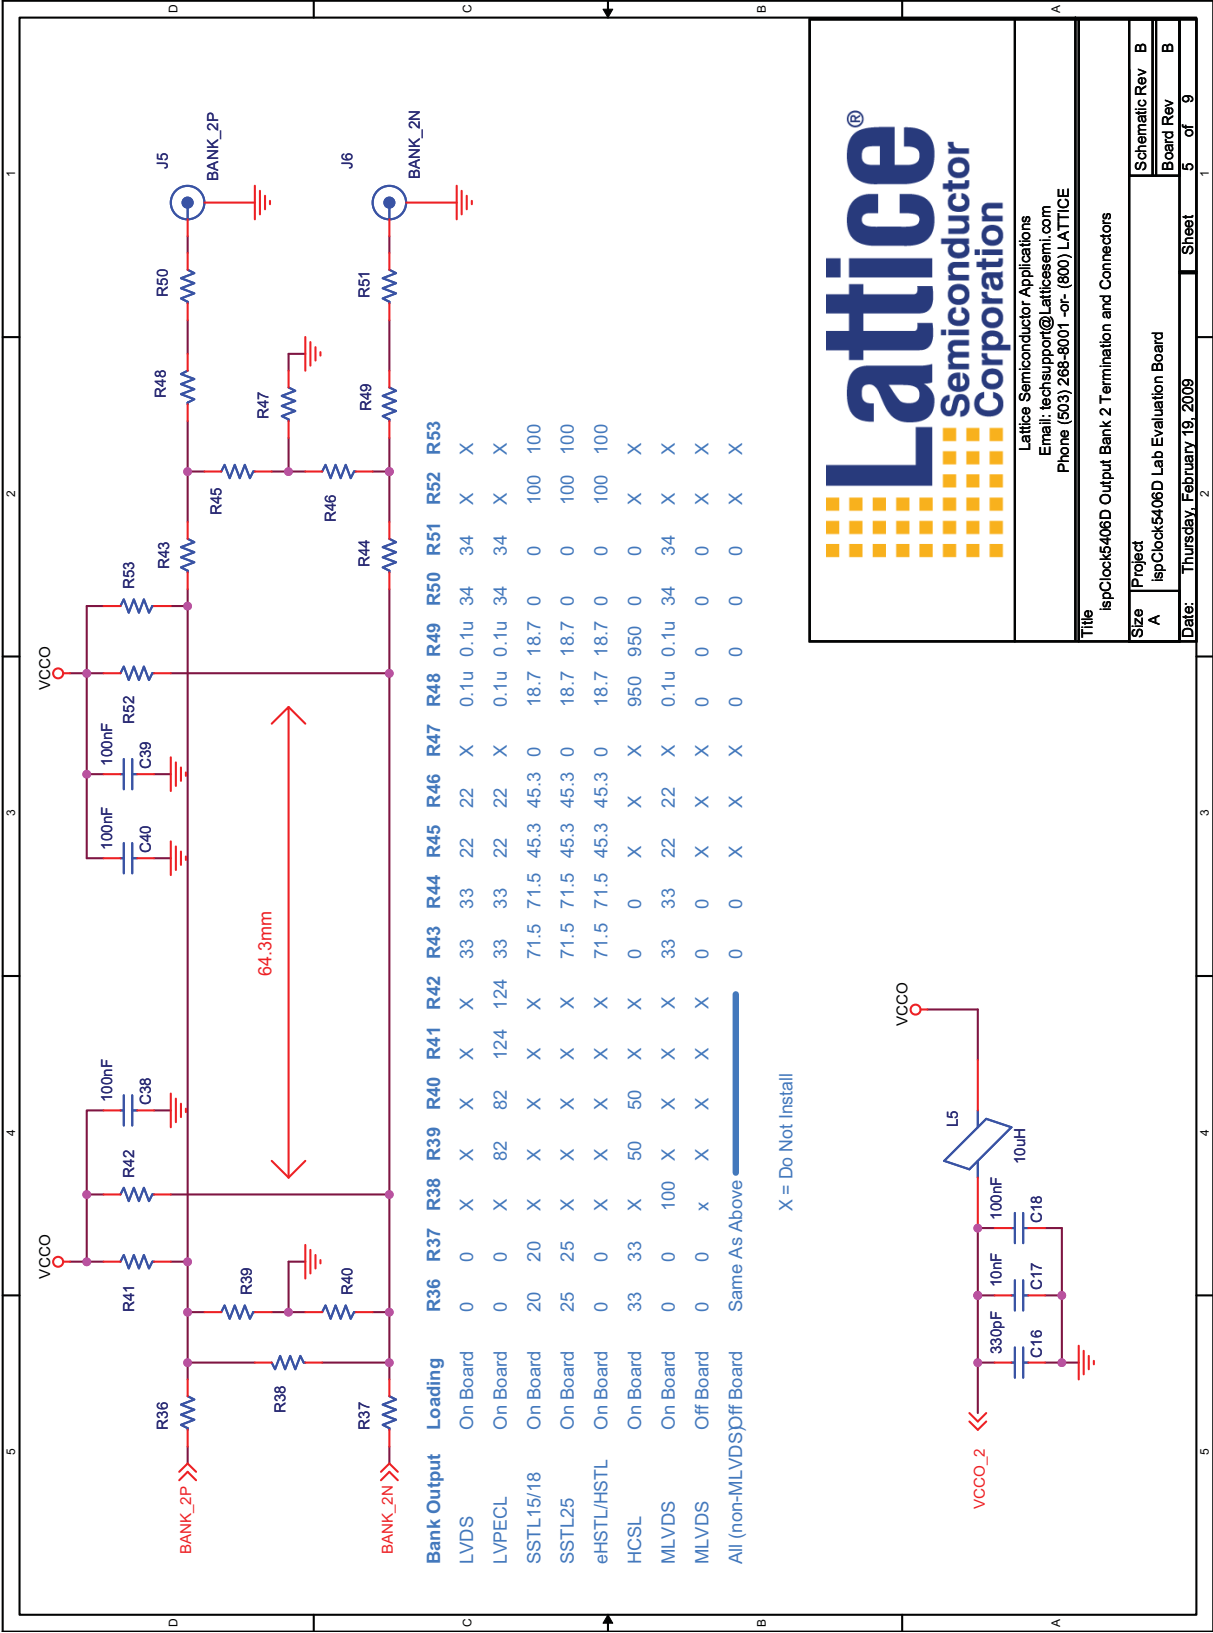 5 4 3 2 1
D
C
B
A
VCCO
R41
R42
100nF
C38
100nF
C40
100nF
C39
VCCO
R52
R53
BANK_2P
R36
R43
R48
R50
J5
BANK_2P
R38
R39
R40
64.3mm
R45
R46
R47
BANK_2N
R37
R44
R49
R51
J6
BANK_2N
Bank Output Loading R36 R37 R38 R39 R40 R41 R42 R43 R44 R45 R46 R47 R48 R49 R50 R51 R52 R53
LVDS On Board 0 0 X X X X X 33 33 22 22 X 0.1u 0.1u 34 34 X X
LVPECL On Board 0 0 X 82 82 124 124 33 33 22 22 X 0.1u 0.1u 34 34 X X
SSTL15/18 On Board 20 20 X X X X X 71.5 71.5 45.3 45.3 0 18.7 18.7 0 0 100 100
SSTL25 On Board 25 25 X X X X X 71.5 71.5 45.3 45.3 0 18.7 18.7 0 0 100 100
eHSTL/HSTL On Board 0 0 X X X X X 71.5 71.5 45.3 45.3 0 18.7 18.7 0 0 100 100
HCSL On Board 33 33 X 50 50 X X 0 0 X X X 950 950 0 0 X X
MLVDS On Board 0 0 100 X X X X 33 33 22 22 X 0.1u 0.1u 34 34 X X
MLVDS Off Board 0 0 x X X X X 0 0 X X X 0 0 0 0 X X
All (non-MLVDS) Off Board Same As Above 0 0 X X X 0 0 0 0 X X
X = Do Not Install
VCCO_2
330pF
C16
10nF
C17
100nF
C18
L5
10uH
VCCO
Lattice®
Semiconductor
Corporation
Lattice Semiconductor Applications
Email: techsupport@Latticesemi.com
Phone (503) 268-8001 -or- (800) LATTICE
Title
ispClock5406D Output Bank 2 Termination and Connectors
Size
A
Project
ispClock5406D Lab Evaluation Board
Schematic Rev B
Board Rev B
Date: Thursday, February 19, 2009 Sheet 5 of 9
D
C
B
A
5 4 3 2 1